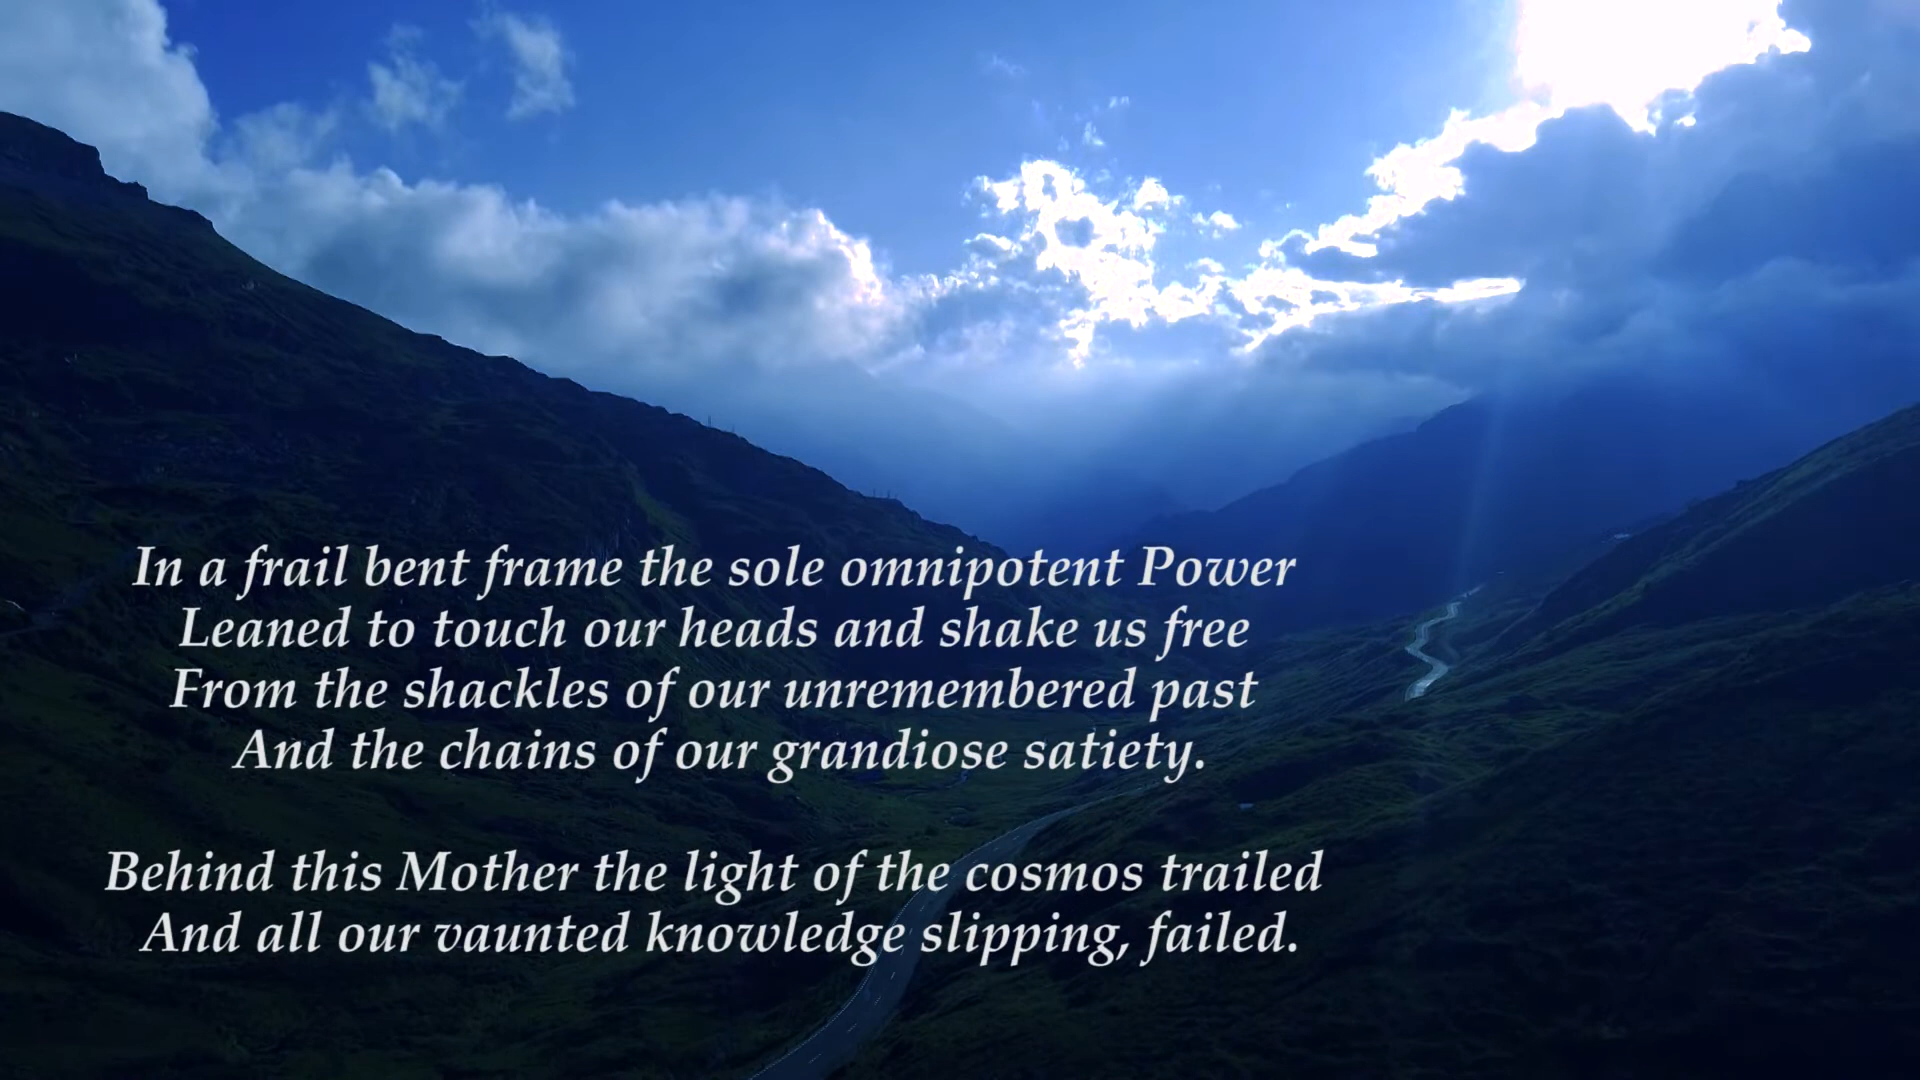 In a frail bent frame the sole omnipotent Power
Leaned to touch our heads and shake us free
From the shackles of our unremembered past
And the chains of our grandiose satiety.
Behind this Mother the light of the cosmos trailed
And all our vaunted knowledge slipping, failed.